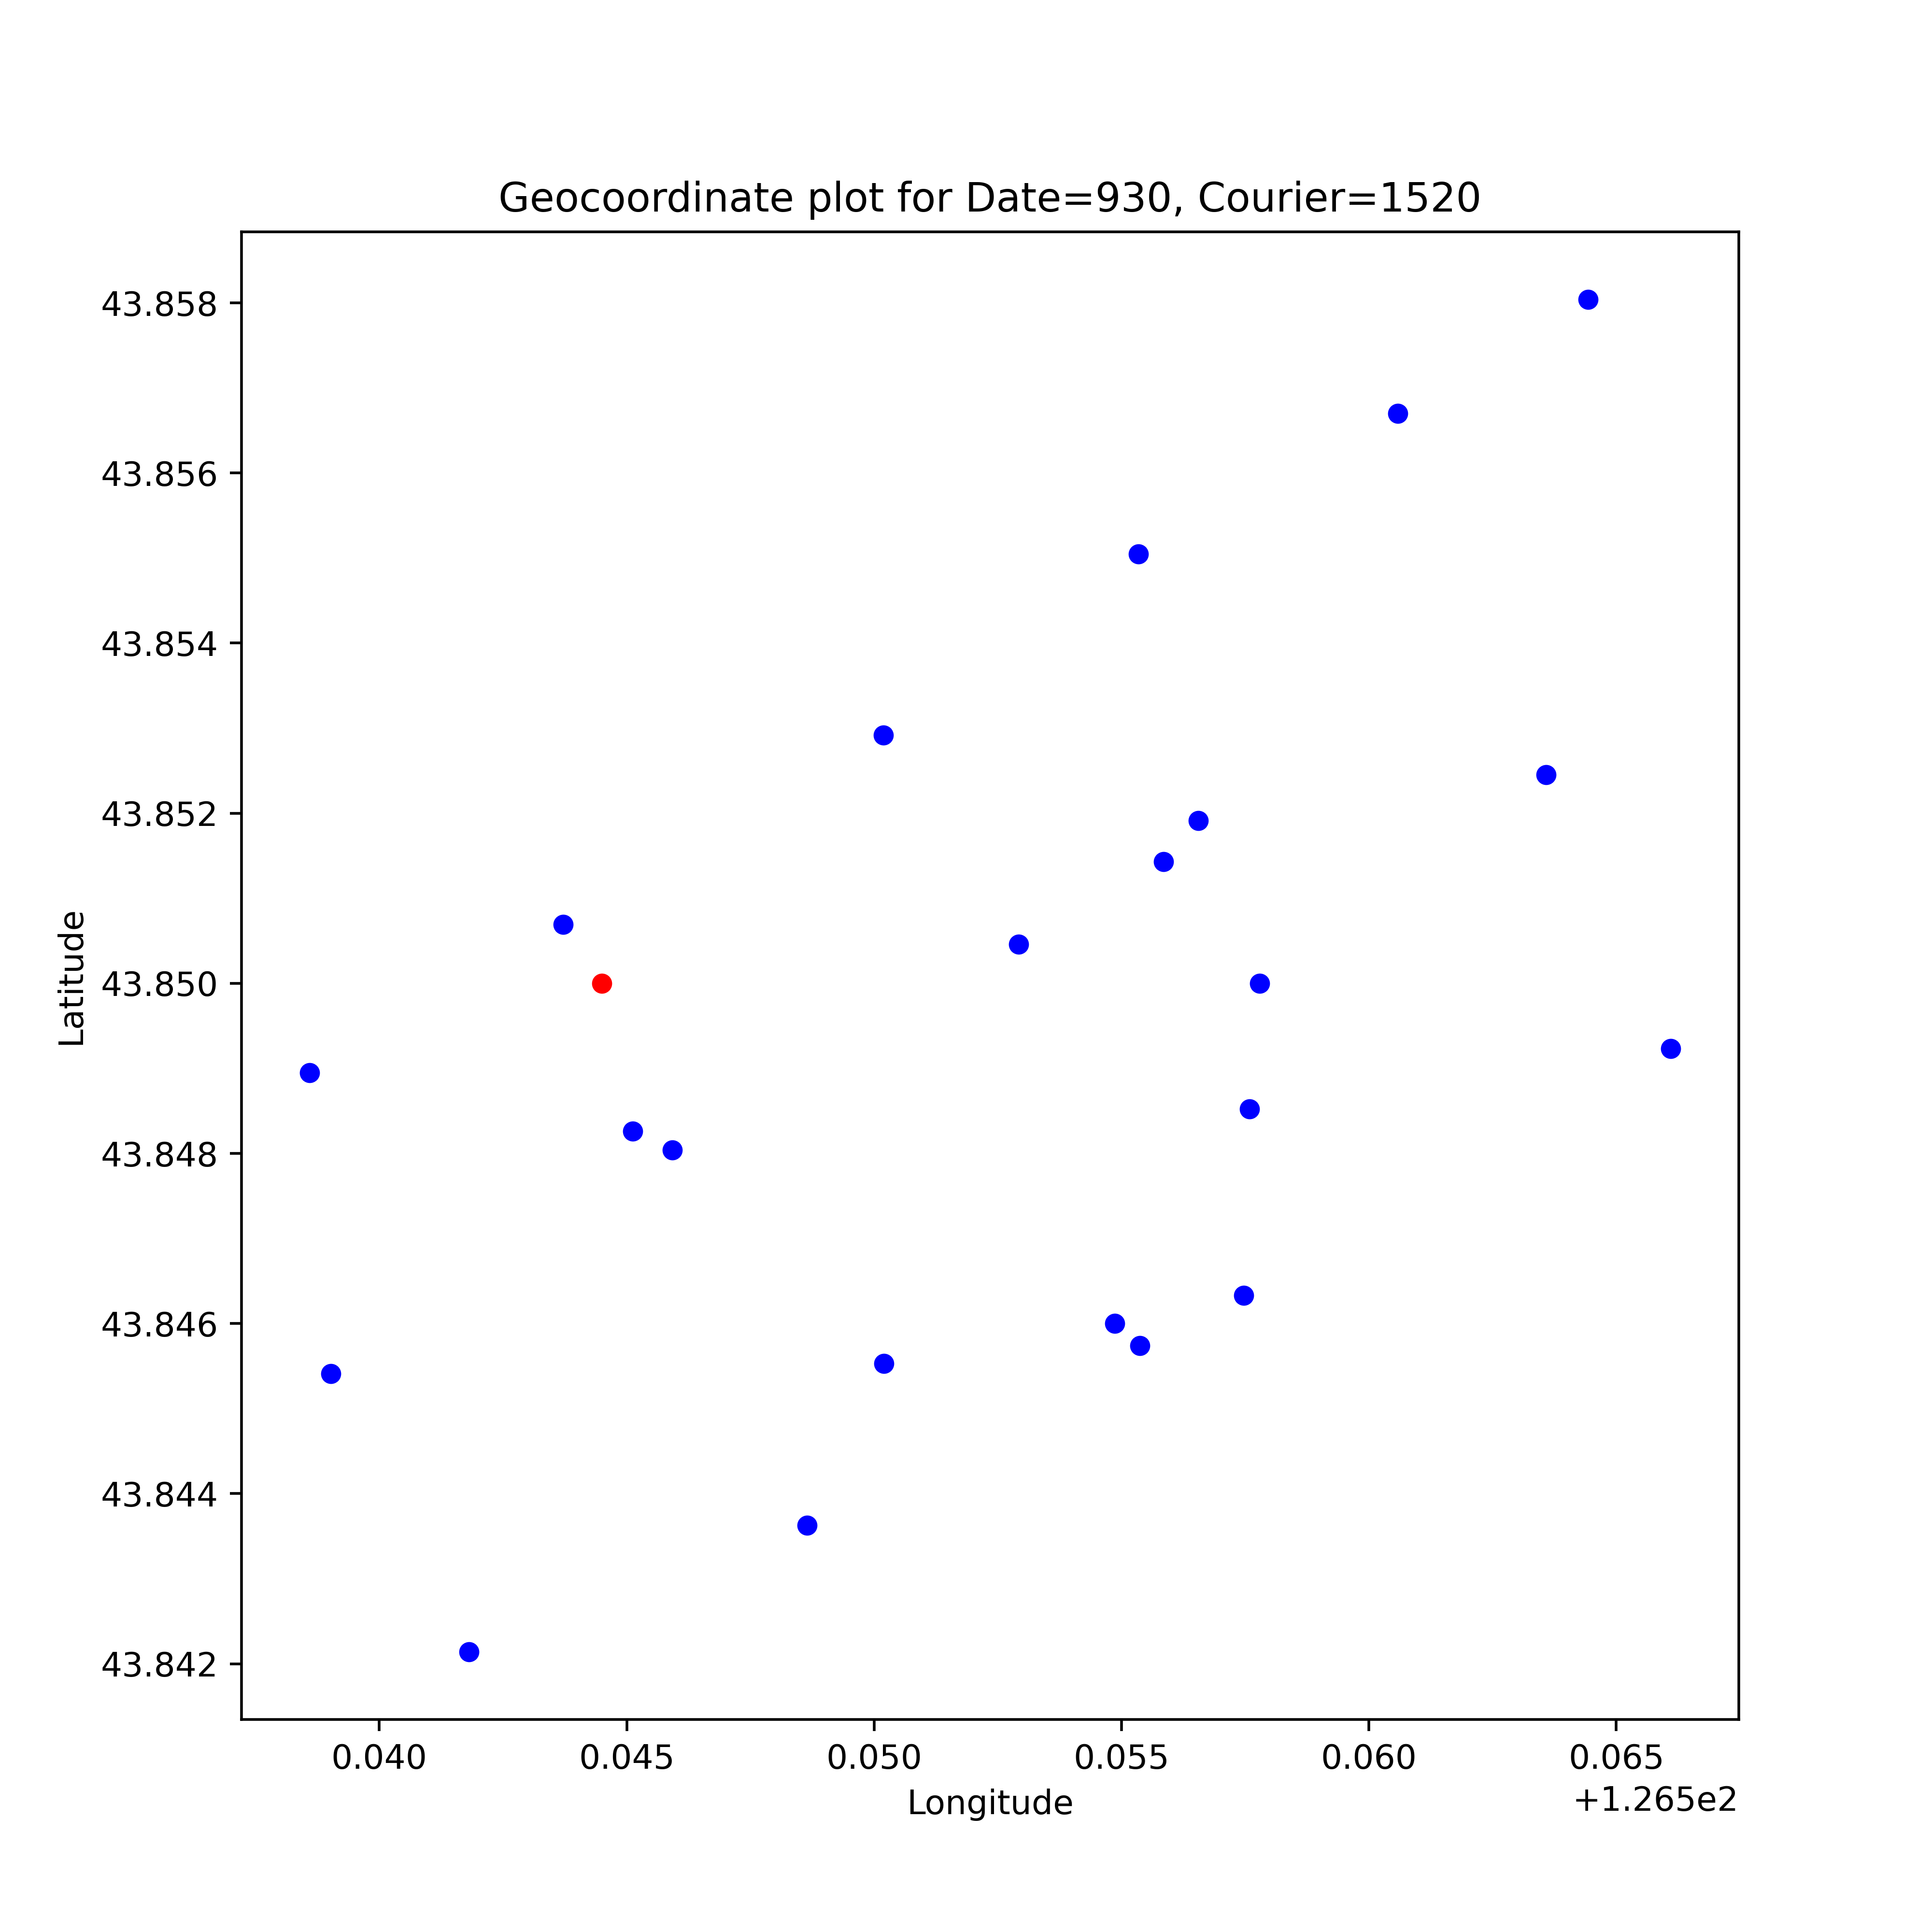 Geocoordinate plot for Date=930, Courier=1520
43.858
43.856
43.854
43.852
43.850
43.848
43.846
43.844
43.842
Latitude
0.040 0.045 0.050 0.055 0.060 0.065
+1.265e2
Longitude